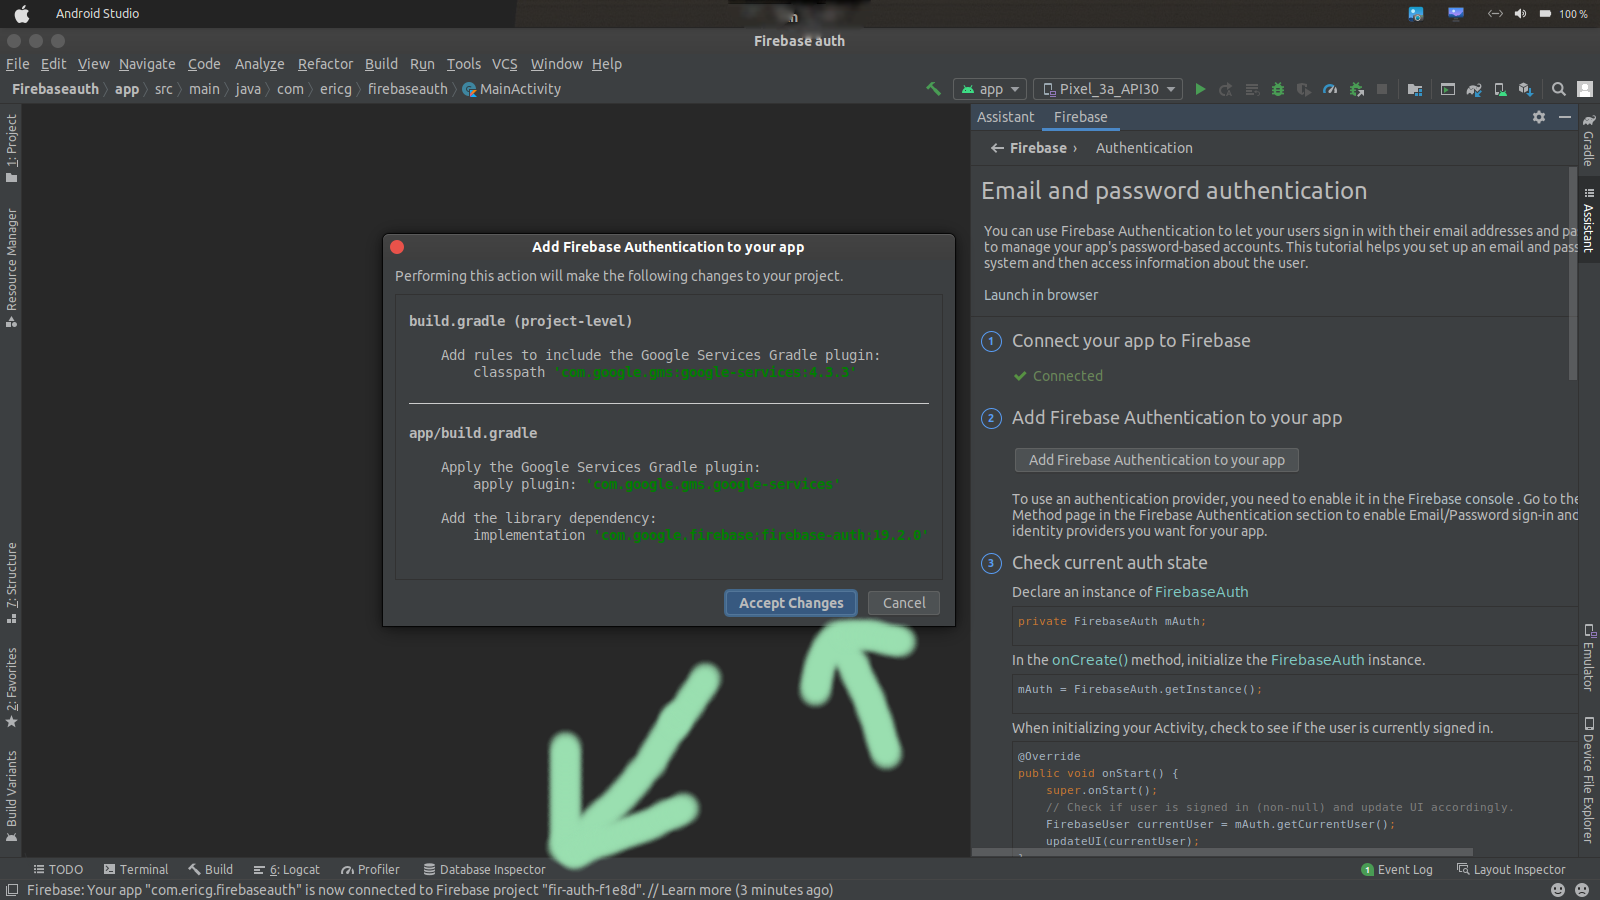 Android Studio
100 %
Firebase auth
File Edit View Navigate Code Analyze Refactor Build Run Tools VCS Window Help
Firebaseauth app src main java com ericg firebaseauth MainActivity
app
Pixel_3a_API30
1: Project
Resource Manager
7: Structure
2: Favorites
Build Variants
Add Firebase Authentication to your app
Performing this action will make the following changes to your project.
build.gradle (project-level)
Add rules to include the Google Services Gradle plugin:
classpath 'com.google.gms:google-services:4.3.3'
app/build.gradle
Apply the Google Services Gradle plugin:
apply plugin: 'com.google.gms.google-services'
Add the library dependency:
implementation 'com.google.firebase:firebase-auth:19.2.0'
Accept Changes
Cancel
Assistant Firebase
Firebase › Authentication
Email and password authentication
You can use Firebase Authentication to let your users sign in with their email addresses and pa
to manage your app's password-based accounts. This tutorial helps you set up an email and pass
system and then access information about the user.
Launch in browser
1 Connect your app to Firebase
Connected
2 Add Firebase Authentication to your app
Add Firebase Authentication to your app
To use an authentication provider, you need to enable it in the Firebase console . Go to the
Method page in the Firebase Authentication section to enable Email/Password sign-in and
identity providers you want for your app.
3 Check current auth state
Declare an instance of FirebaseAuth
private FirebaseAuth mAuth;
In the onCreate() method, initialize the FirebaseAuth instance.
mAuth = FirebaseAuth.getInstance();
When initializing your Activity, check to see if the user is currently signed in.
@Override
public void onStart() {
super.onStart();
// Check if user is signed in (non-null) and update UI accordingly.
FirebaseUser currentUser = mAuth.getCurrentUser();
updateUI(currentUser);
Gradle
Assistant
Emulator
Device File Explorer
TODO Terminal Build 6: Logcat Profiler Database Inspector
1 Event Log Layout Inspector
Firebase: Your app "com.ericg.firebaseauth" is now connected to Firebase project "fir-auth-f1e8d". // Learn more (3 minutes ago)